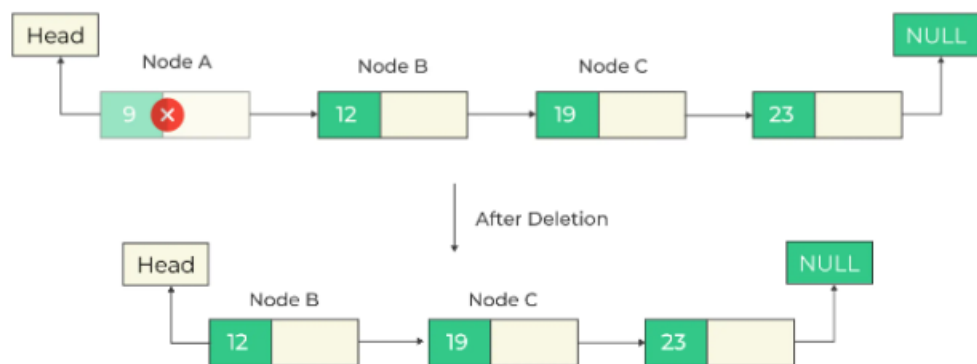 Head
NULL
Node A
Node B
Node C
9
12
19
23
After Deletion
Head
NULL
Node B
Node C
12
19
23